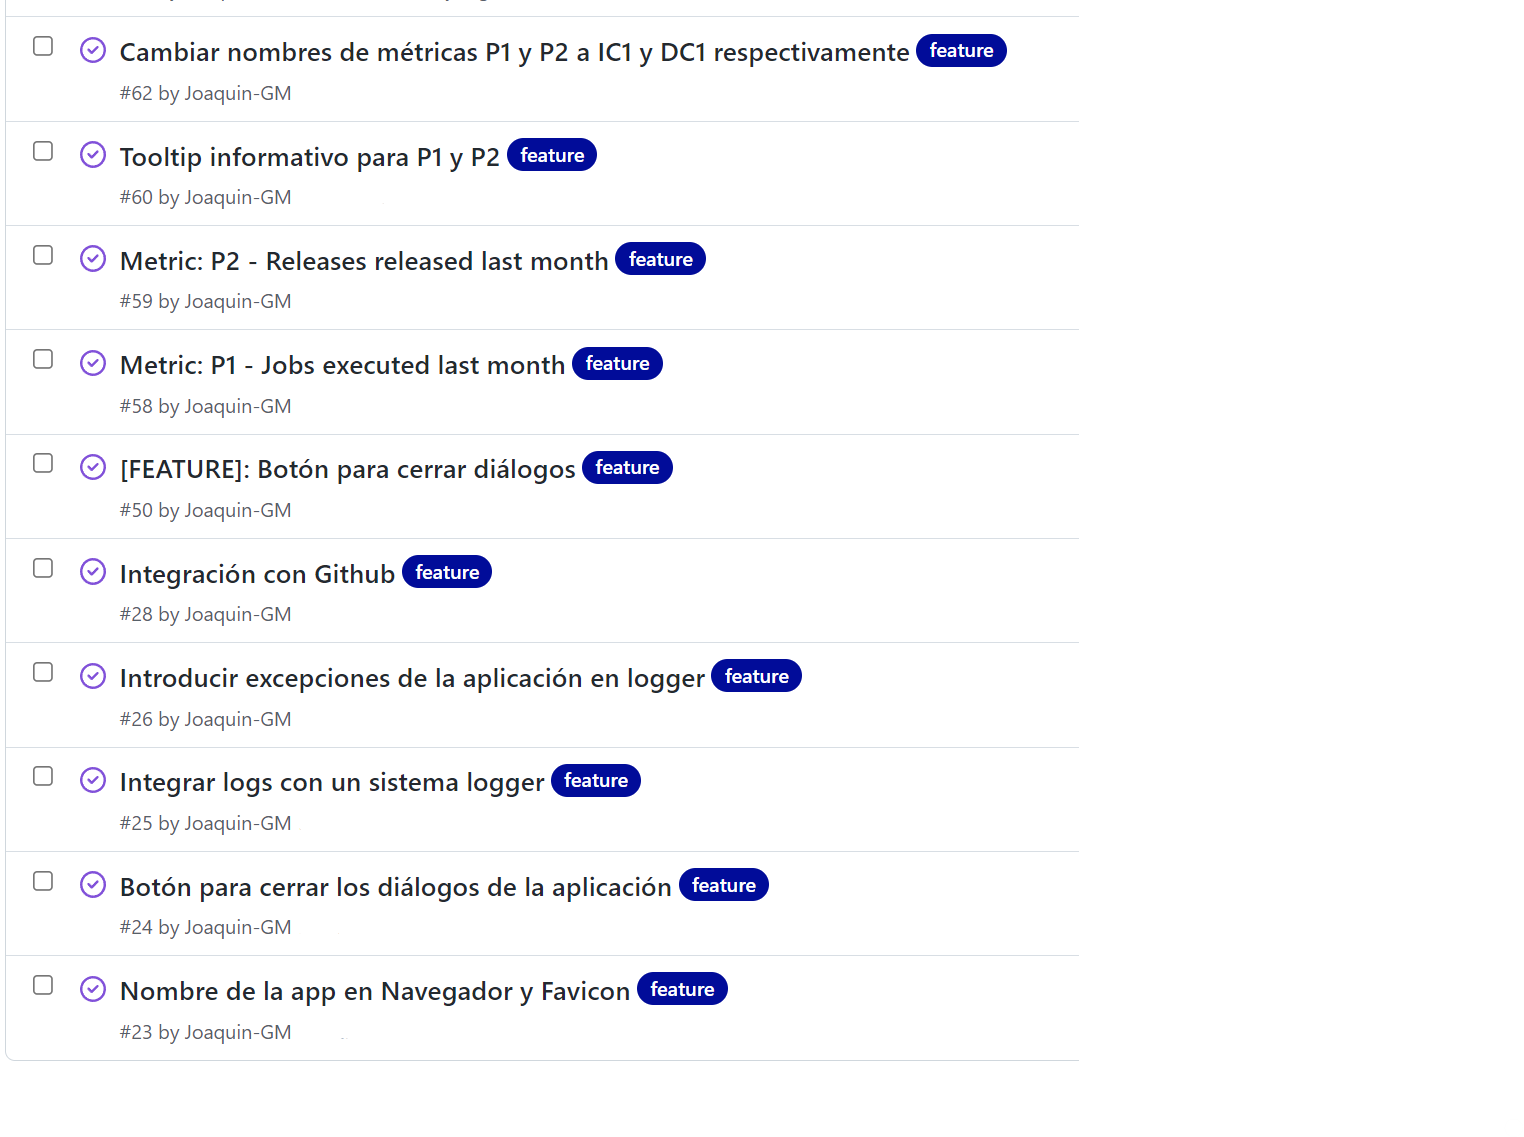 Cambiar nombres de métricas P1 y P2 a IC1 y DC1 respectivamente feature
#62 by Joaquin-GM
Tooltip informativo para P1 y P2 feature
#60 by Joaquin-GM
Metric: P2 - Releases released last month feature
#59 by Joaquin-GM
Metric: P1 - Jobs executed last month feature
#58 by Joaquin-GM
[FEATURE]: Botón para cerrar diálogos feature
#50 by Joaquin-GM
Integración con Github feature
#28 by Joaquin-GM
Introducir excepciones de la aplicación en logger feature
#26 by Joaquin-GM
Integrar logs con un sistema logger feature
#25 by Joaquin-GM
Botón para cerrar los diálogos de la aplicación feature
#24 by Joaquin-GM
Nombre de la app en Navegador y Favicon feature
#23 by Joaquin-GM